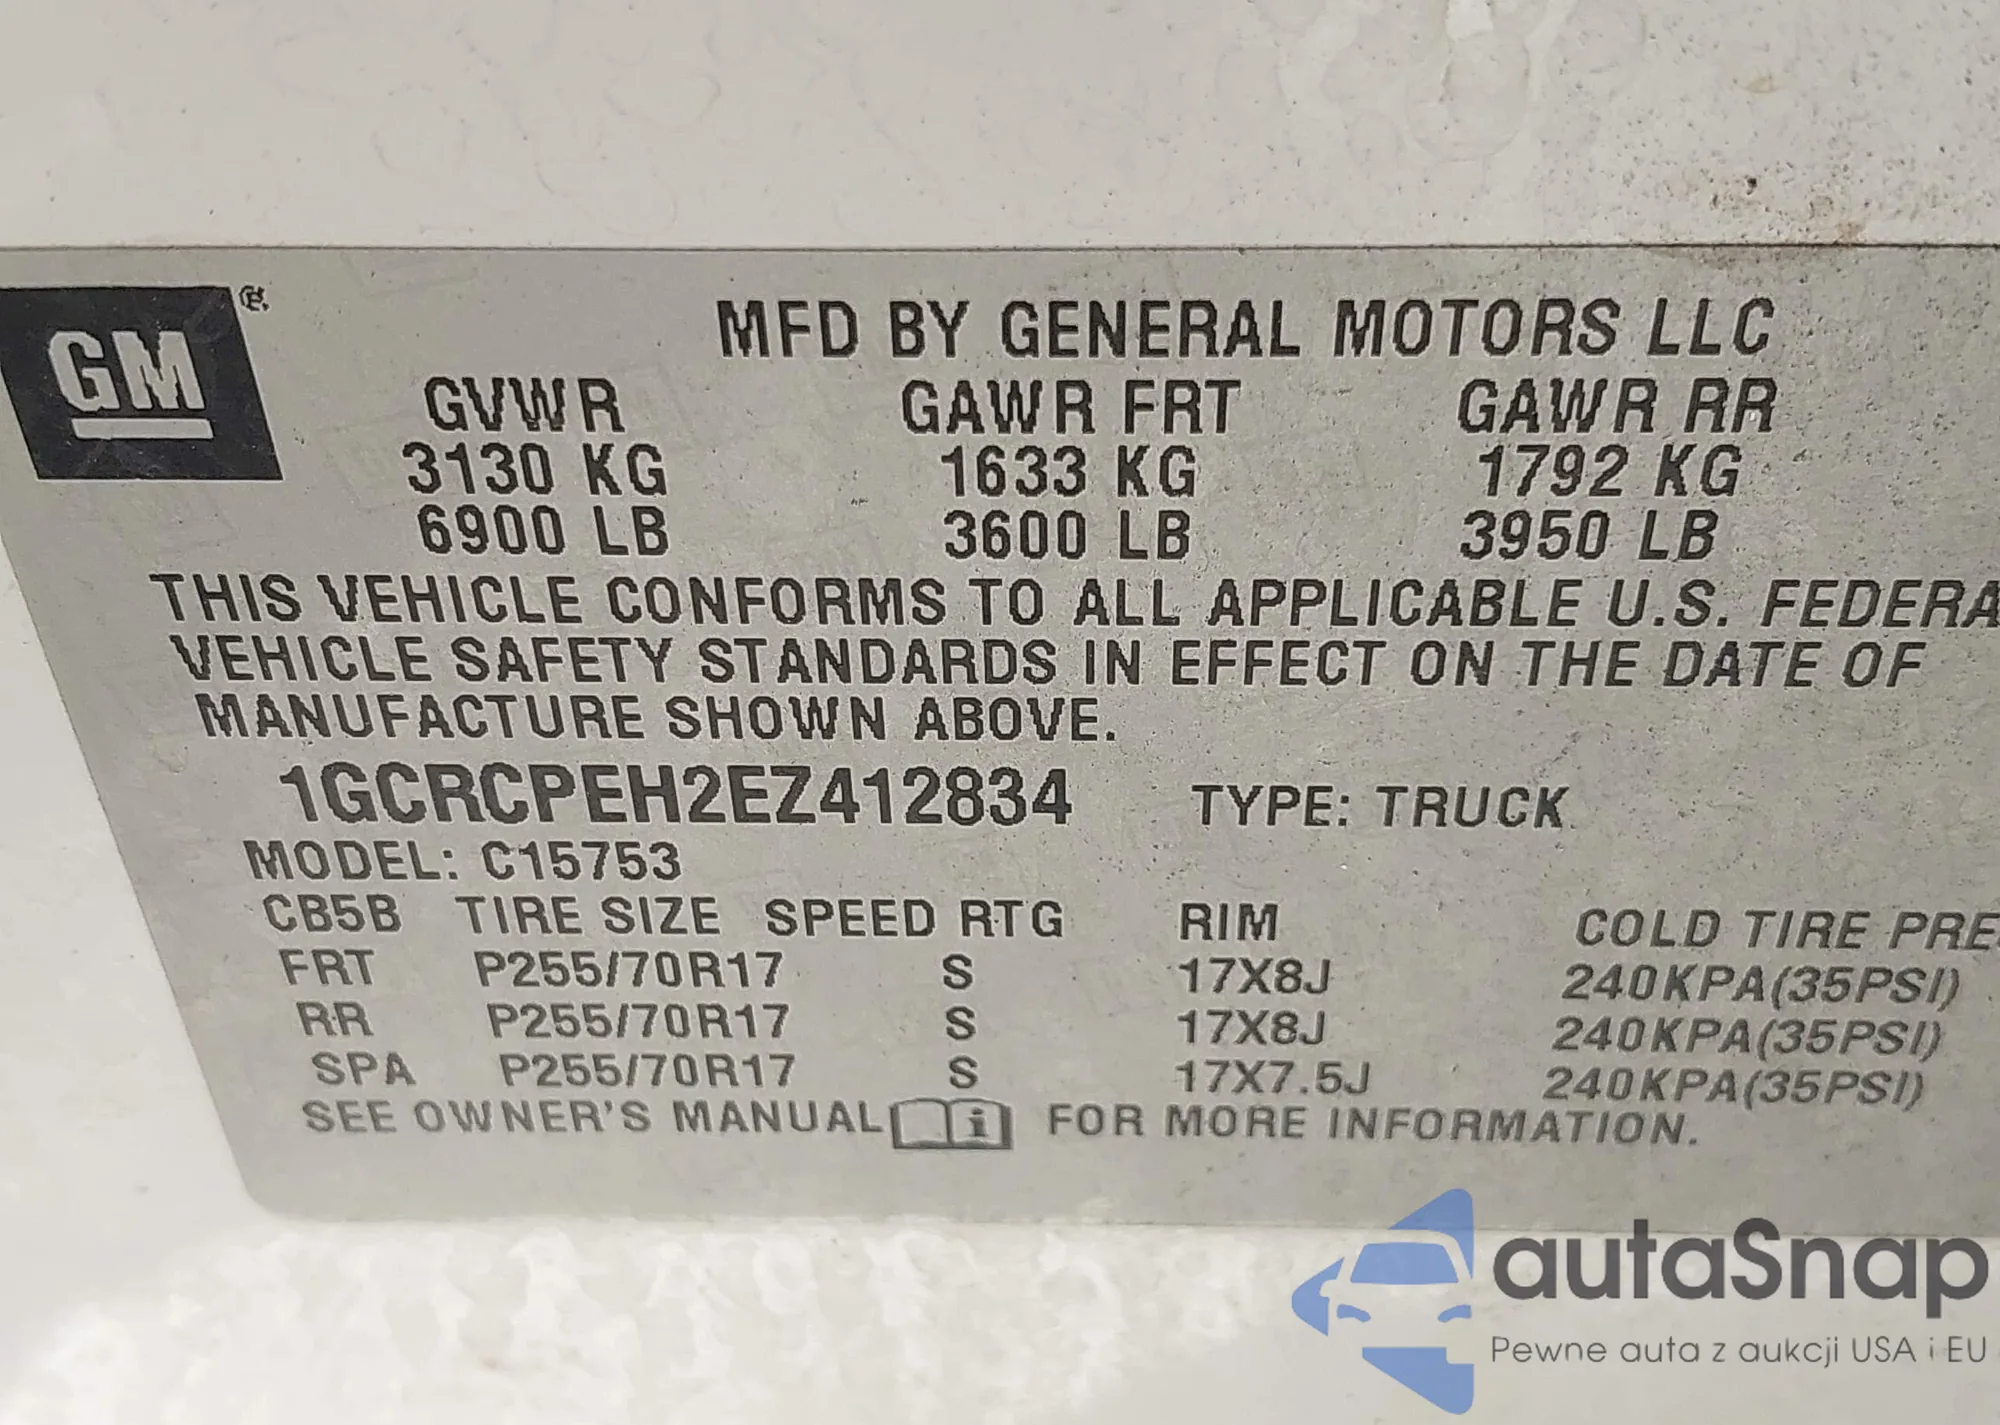 GM
MFD BY GENERAL MOTORS LLC
GVWR GAWR FRT GAWR RR
3130 KG 1633 KG 1792 KG
6900 LB 3600 LB 3950 LB
THIS VEHICLE CONFORMS TO ALL APPLICABLE U.S. FEDERA
VEHICLE SAFETY STANDARDS IN EFFECT ON THE DATE OF
MANUFACTURE SHOWN ABOVE.
1GCRCPEH2EZ412834 TYPE: TRUCK
MODEL: C15753
CB5B TIRE SIZE SPEED RTG RIM COLD TIRE PRE
FRT P255/70R17 S 17X8J 240KPA(35PSI)
RR P255/70R17 S 17X8J 240KPA(35PSI)
SPA P255/70R17 S 17X7.5J 240KPA(35PSI)
SEE OWNER'S MANUAL i FOR MORE INFORMATION.
autaSnap
Pewne auta z aukcji USA i EU